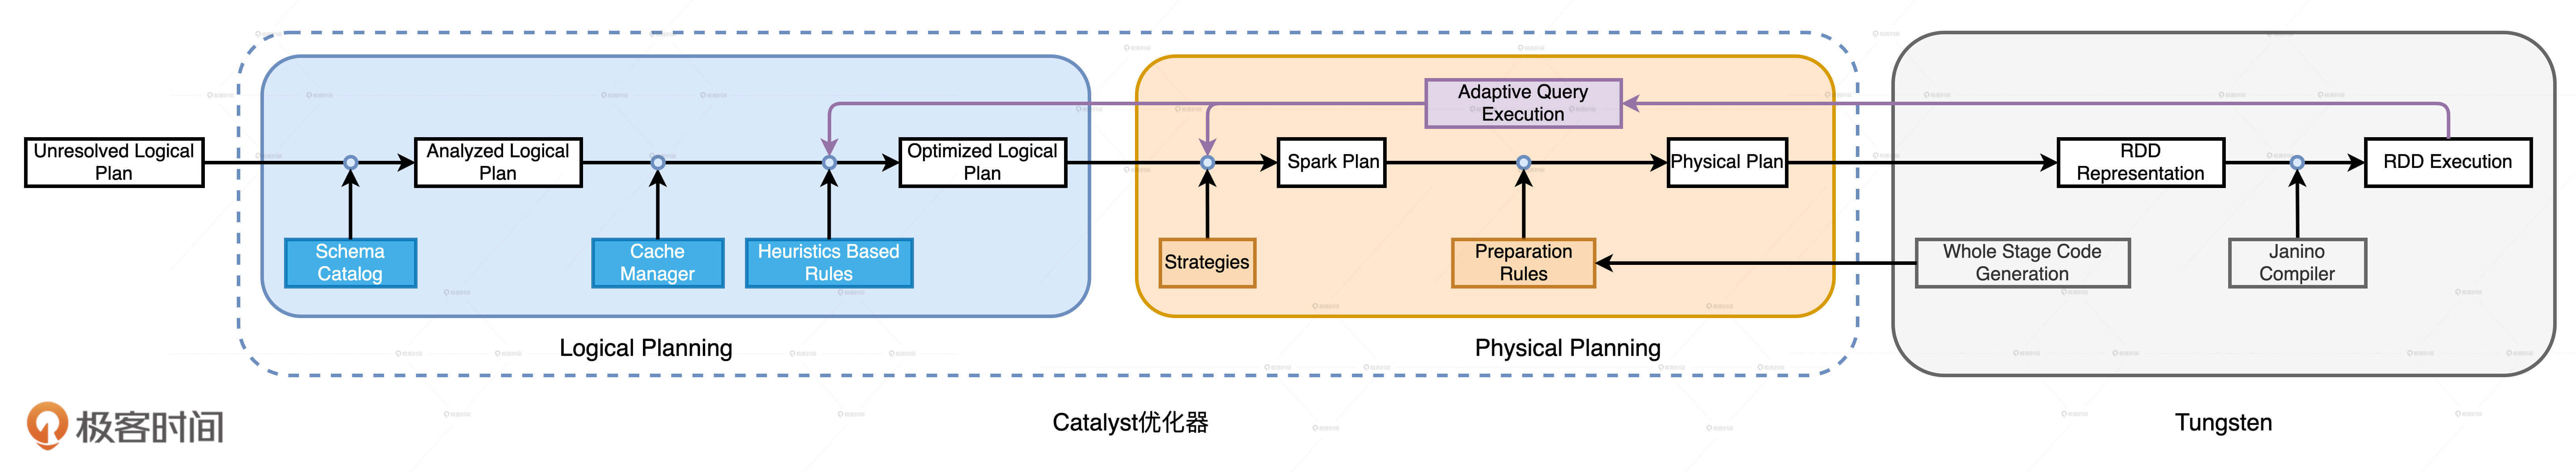 Adaptive Query
Execution
Unresolved Logical
Plan
Analyzed Logical
Plan
Optimized Logical
Plan
Spark Plan
Physical Plan
RDD
Representation
RDD Execution
Schema
Catalog
Cache
Manager
Heuristics Based
Rules
Strategies
Preparation
Rules
Whole Stage Code
Generation
Janino
Compiler
Logical Planning
Physical Planning
Catalyst优化器
Tungsten
极客时间